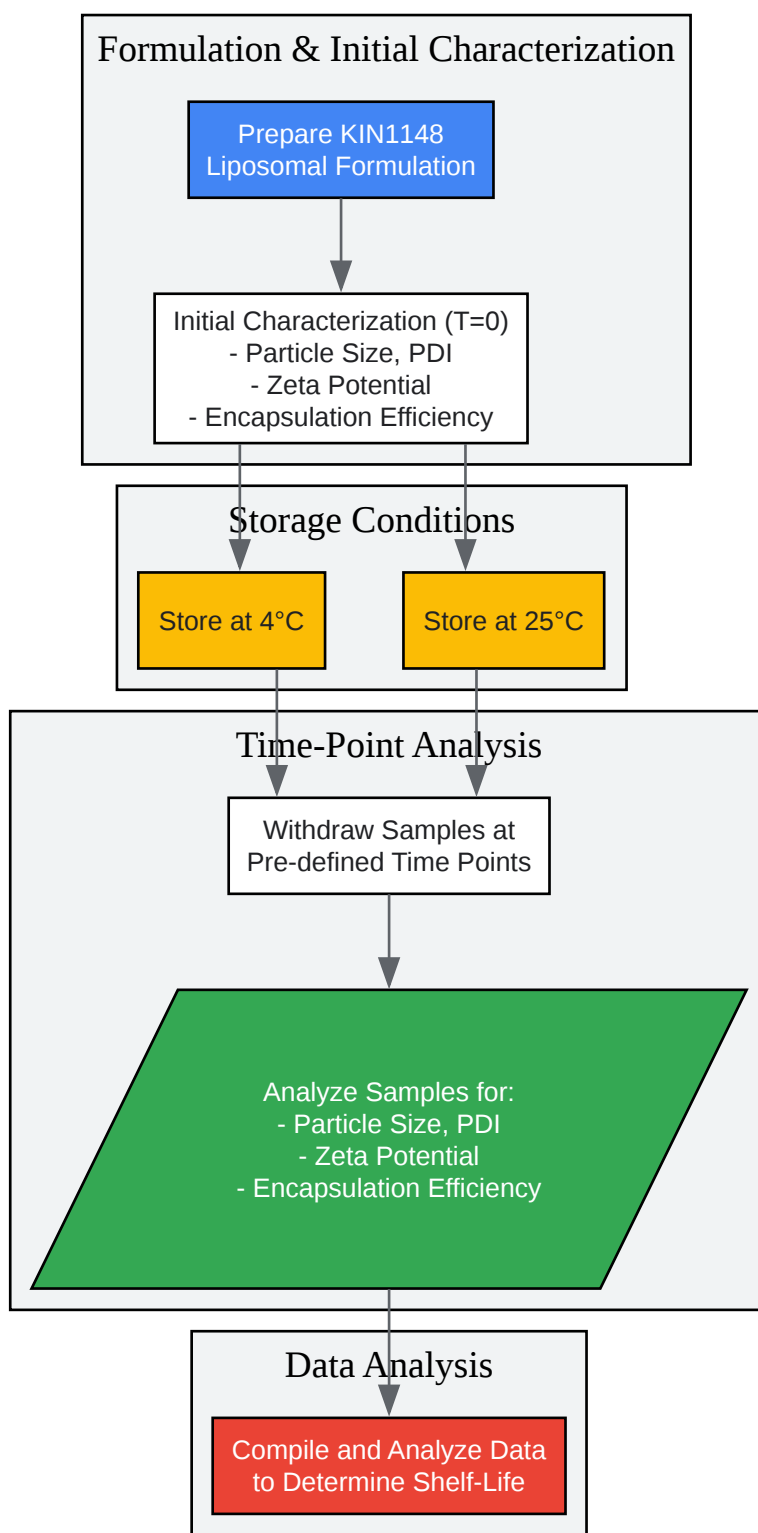 Formulation & Initial Characterization
Prepare KIN1148
Liposomal Formulation
Initial Characterization (T=0)
- Particle Size, PDI
- Zeta Potential
- Encapsulation Efficiency
Storage Conditions
Store at 4°C
Store at 25°C
Time-Point Analysis
Withdraw Samples at
Pre-defined Time Points
Analyze Samples for:
- Particle Size, PDI
- Zeta Potential
- Encapsulation Efficiency
Data Analysis
Compile and Analyze Data
to Determine Shelf-Life